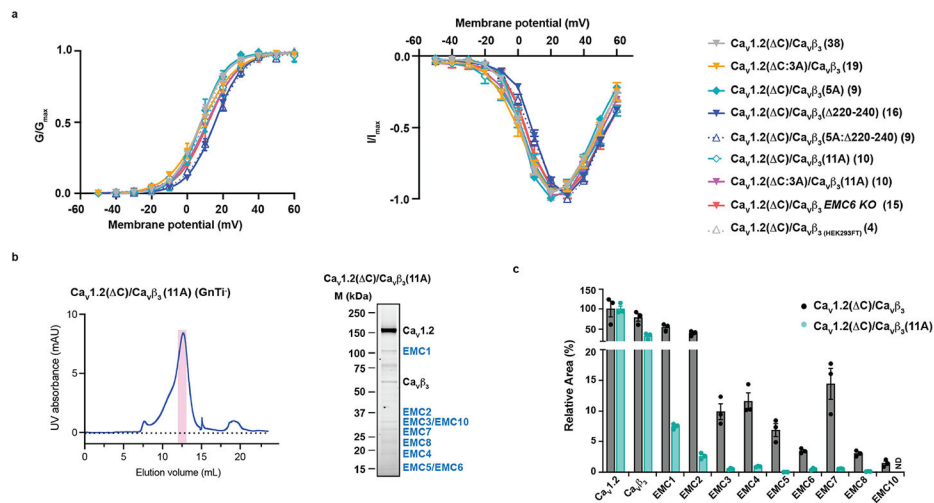 a
G/Gmax
1.0
0.5
0.0
-60 -40 -20 0 20 40 60
Membrane potential (mV)
Membrane potential (mV)
-60 -40 -20 0 20 40 60
0.0
-0.5
-1.0
I/Imax
CaV1.2(ΔC)/CaVβ3 (38)
CaV1.2(ΔC:3A)/CaVβ3 (19)
CaV1.2(ΔC)/CaVβ3(5A) (9)
CaV1.2(ΔC)/CaVβ3(Δ220-240) (16)
CaV1.2(ΔC)/CaVβ3(5A:Δ220-240) (9)
CaV1.2(ΔC)/CaVβ3(11A) (10)
CaV1.2(ΔC:3A)/CaVβ3(11A) (10)
CaV1.2(ΔC)/CaVβ3 EMC6 KO (15)
CaV1.2(ΔC)/CaVβ3 (HEK293FT) (4)
b
CaV1.2(ΔC)/CaVβ3 (11A) (GnTi-)
UV absorbance (mAU)
10
5
0
0 5 10 15 20 25
Elution volume (mL)
CaV1.2(ΔC)/CaVβ3(11A)
M (kDa)
250
150
100
75
50
37
25
20
15
CaV1.2
EMC1
CaVβ3
EMC2
EMC3/EMC10
EMC7
EMC8
EMC4
EMC5/EMC6
c
Relative Area (%)
150
100
50
20
15
10
5
0
CaV1.2 CaVβ3 EMC1 EMC2 EMC3 EMC4 EMC5 EMC6 EMC7 EMC8 EMC10
ND
CaV1.2(ΔC)/CaVβ3
CaV1.2(ΔC)/CaVβ3(11A)